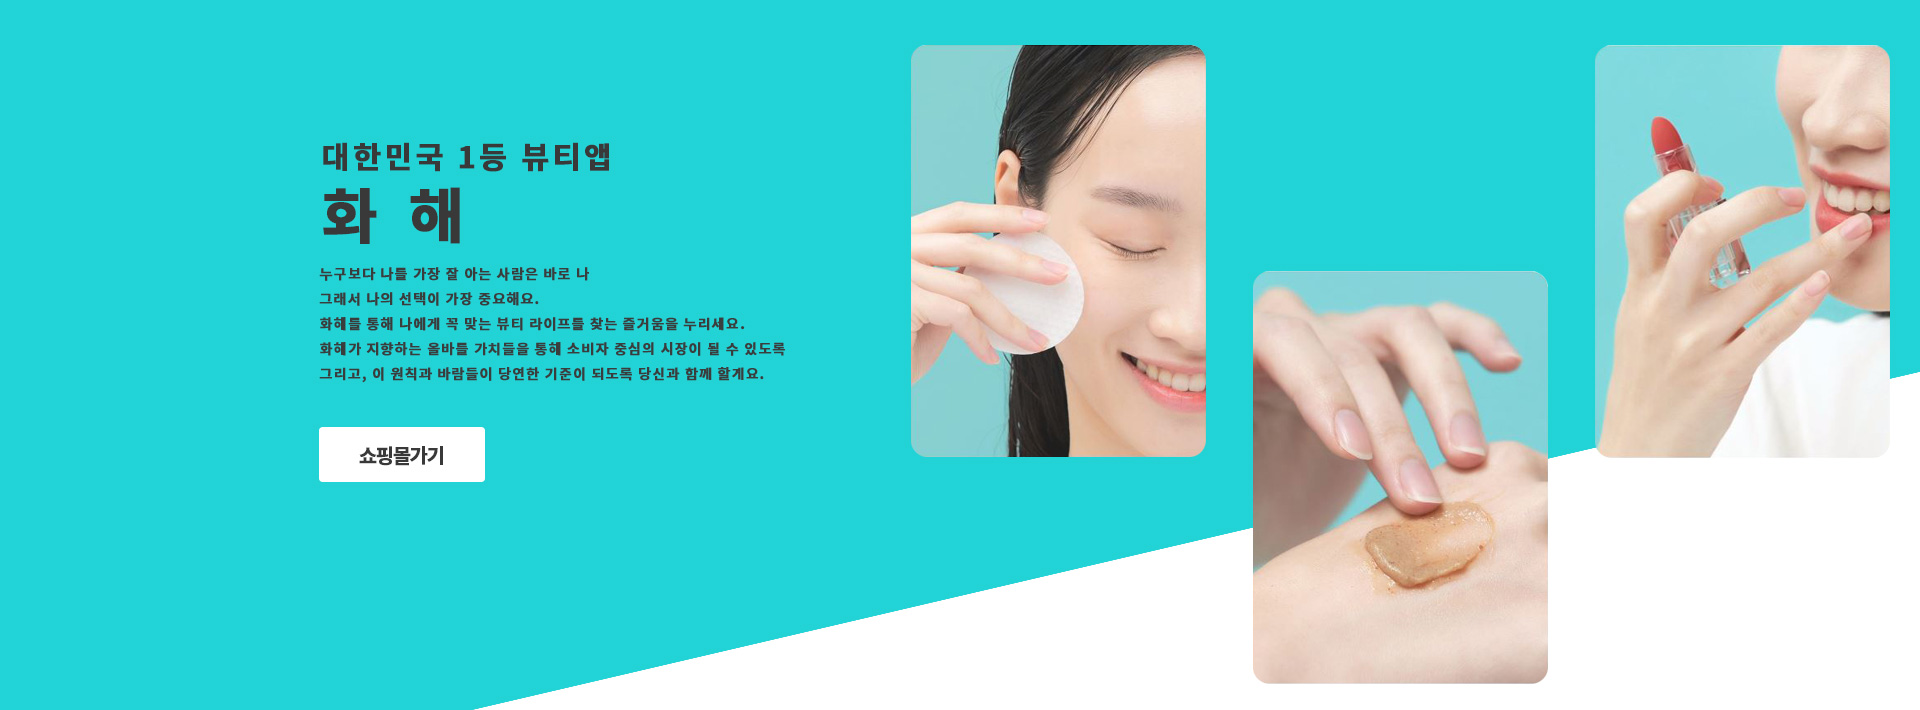 대한민국 1등 뷰티앱
화 해
누구보다 나를 가장 잘 아는 사람은 바로 나
그래서 나의 선택이 가장 중요해요.
화해를 통해 나에게 꼭 맞는 뷰티 라이프를 찾는 즐거움을 누리세요.
화해가 지향하는 올바를 가치들을 통해 소비자 중심의 시장이 될 수 있도록
그리고, 이 원칙과 바람들이 당연한 기준이 되도록 당신과 함께 할게요.
쇼핑몰가기